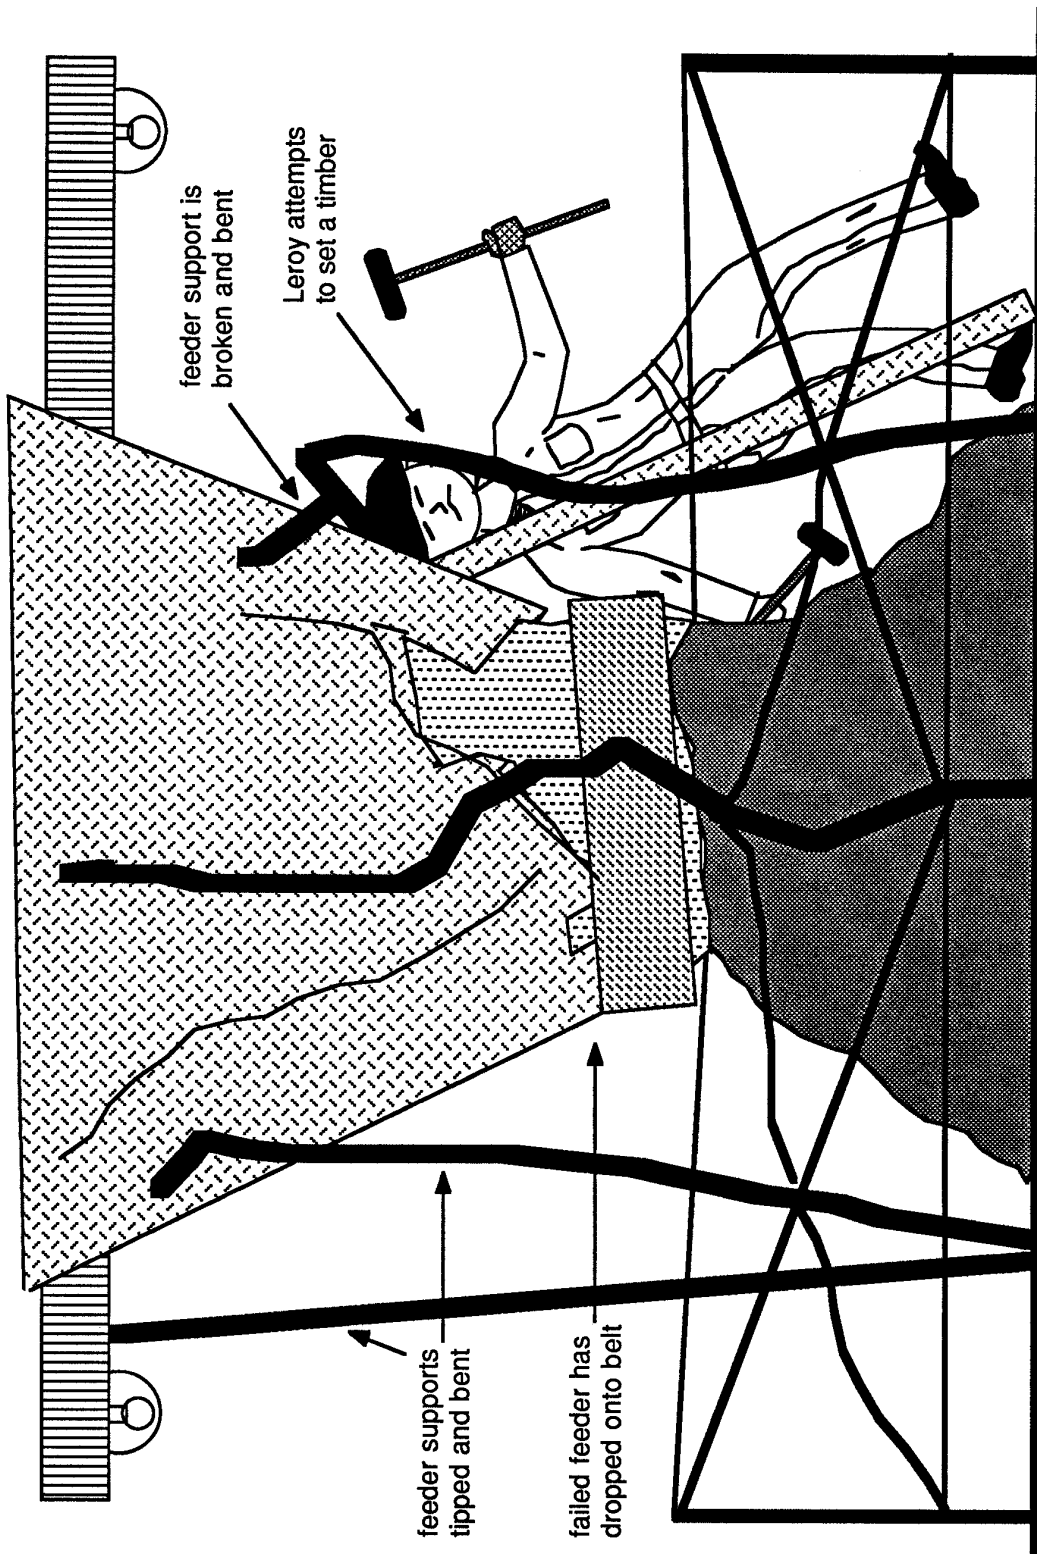 feeder support is
broken and bent
Leroy attempts
to set a timber
feeder supports
tipped and bent
failed feeder has
dropped onto belt